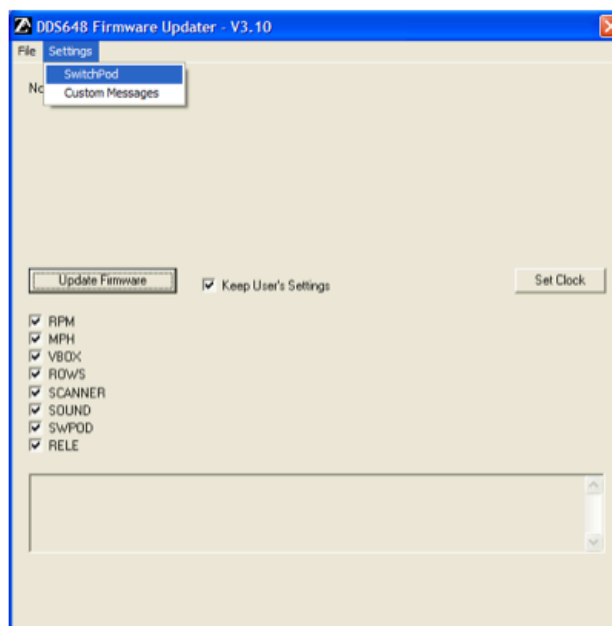 DDS648 Firmware Updater - V3.10
File Settings
SwitchPod
Custom Messages
Update Firmware
Keep User's Settings
Set Clock
RPM
MPH
VBOX
ROWS
SCANNER
SOUND
SWPOD
RELE